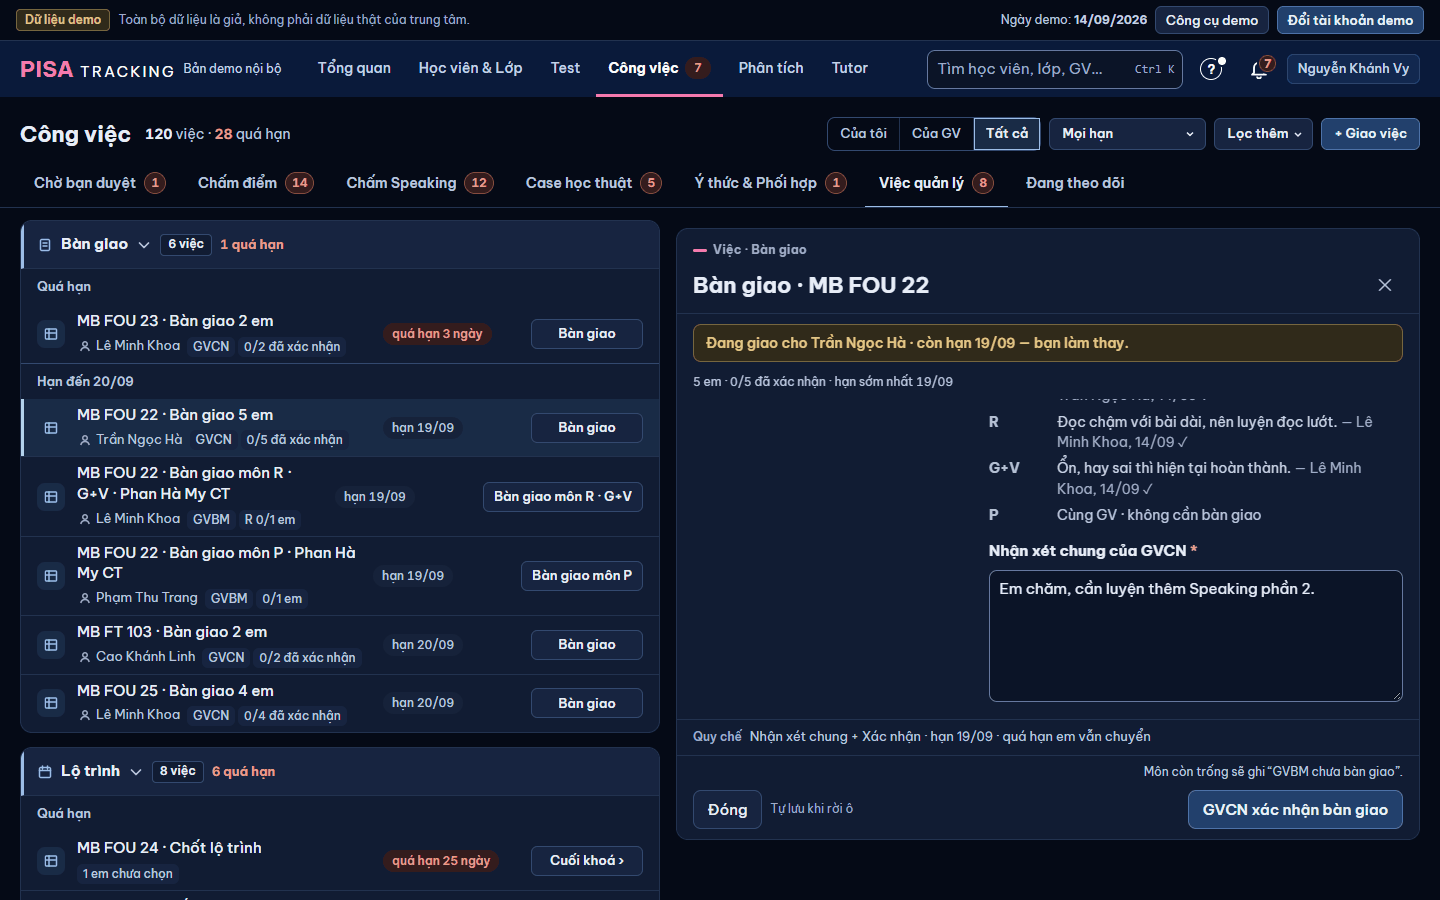 Dữ liệu demo Toàn bộ dữ liệu là giả, không phải dữ liệu thật của trung tâm. Ngày demo: 14/09/2026 Công cụ demo Đổi tài khoản demo
PISA TRACKING Bản demo nội bộ Tổng quan Học viên & Lớp Test Công việc 7 Phân tích Tutor Tìm học viên, lớp, GV... Ctrl K ? 7 Nguyễn Khánh Vy
Công việc 120 việc · 28 quá hạn Của tôi Của GV Tất cả Mọi hạn Lọc thêm + Giao việc
Chờ bạn duyệt 1 Chấm điểm 14 Chấm Speaking 12 Case học thuật 5 Ý thức & Phối hợp 1 Việc quản lý 8 Đang theo dõi
Bàn giao 6 việc 1 quá hạn
Quá hạn
MB FOU 23 · Bàn giao 2 em
Lê Minh Khoa GVCN 0/2 đã xác nhận
quá hạn 3 ngày Bàn giao
Hạn đến 20/09
MB FOU 22 · Bàn giao 5 em
Trần Ngọc Hà GVCN 0/5 đã xác nhận
hạn 19/09 Bàn giao
MB FOU 22 · Bàn giao môn R ·
G+V · Phan Hà My CT
Lê Minh Khoa GVBM R 0/1 em
hạn 19/09 Bàn giao môn R · G+V
MB FOU 22 · Bàn giao môn P · Phan Hà
My CT
Phạm Thu Trang GVBM 0/1 em
hạn 19/09 Bàn giao môn P
MB FT 103 · Bàn giao 2 em
Cao Khánh Linh GVCN 0/2 đã xác nhận
hạn 20/09 Bàn giao
MB FOU 25 · Bàn giao 4 em
Lê Minh Khoa GVCN 0/4 đã xác nhận
hạn 20/09 Bàn giao
Lộ trình 8 việc 6 quá hạn
Quá hạn
MB FOU 24 · Chốt lộ trình
1 em chưa chọn
quá hạn 25 ngày Cuối khoá ›
Việc · Bàn giao
Bàn giao · MB FOU 22
Đang giao cho Trần Ngọc Hà · còn hạn 19/09 — bạn làm thay.
5 em · 0/5 đã xác nhận · hạn sớm nhất 19/09
R Đọc chậm với bài dài, nên luyện đọc lướt. — Lê
Minh Khoa, 14/09 ✓
G+V Ổn, hay sai thì hiện tại hoàn thành. — Lê Minh
Khoa, 14/09 ✓
P Cùng GV · không cần bàn giao
Nhận xét chung của GVCN *
Em chăm, cần luyện thêm Speaking phần 2.
Quy chế Nhận xét chung + Xác nhận · hạn 19/09 · quá hạn em vẫn chuyển
Môn còn trống sẽ ghi “GVBM chưa bàn giao”.
Đóng Tự lưu khi rời ô GVCN xác nhận bàn giao